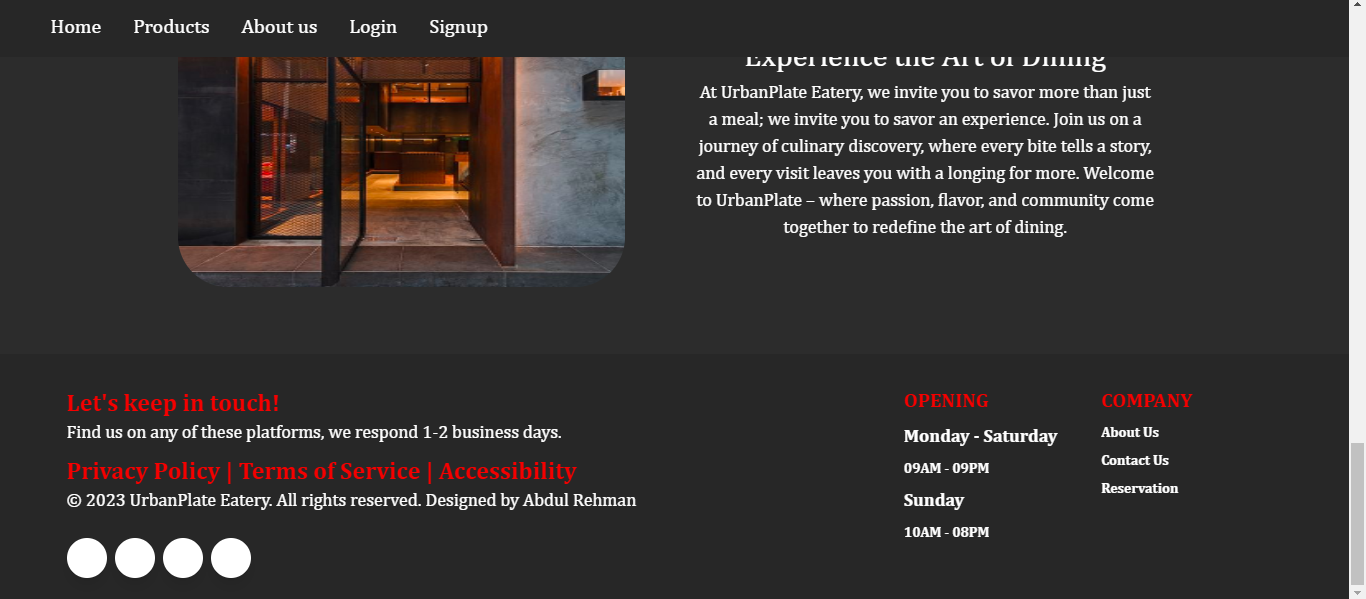 Home Products About us Login Signup
Experience the Art of Dining
At UrbanPlate Eatery, we invite you to savor more than just
a meal; we invite you to savor an experience. Join us on a
journey of culinary discovery, where every bite tells a story,
and every visit leaves you with a longing for more. Welcome
to UrbanPlate – where passion, flavor, and community come
together to redefine the art of dining.
Let's keep in touch!
Find us on any of these platforms, we respond 1-2 business days.
Privacy Policy | Terms of Service | Accessibility
© 2023 UrbanPlate Eatery. All rights reserved. Designed by Abdul Rehman
OPENING
Monday - Saturday
09AM - 09PM
Sunday
10AM - 08PM
COMPANY
About Us
Contact Us
Reservation